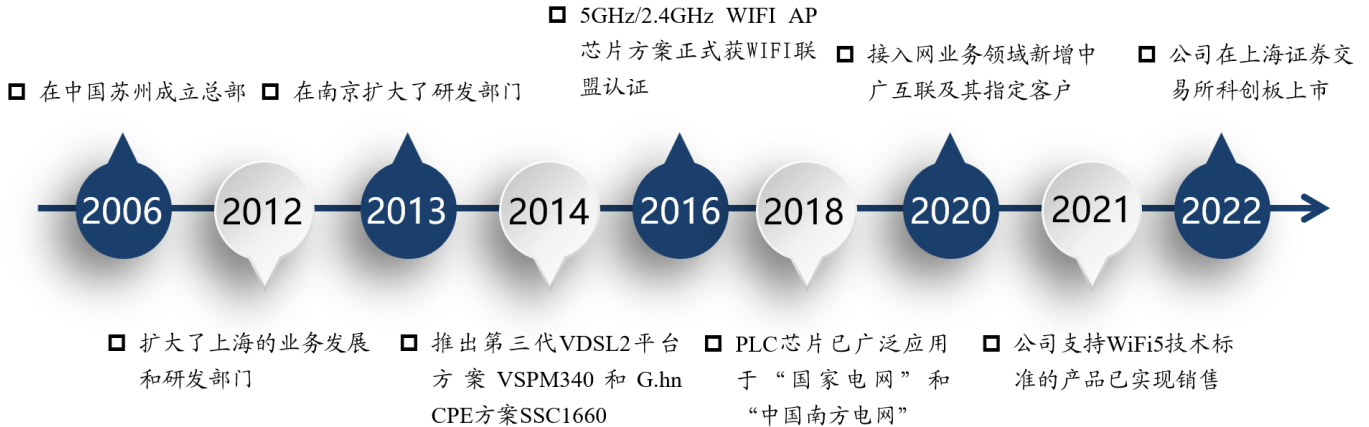 5GHz/2.4GHz WIFI AP
芯片方案正式获WIFI联
盟认证
接入网业务领域新增中
广互联及其指定客户
公司在上海证券交
易所科创板上市
在中国苏州成立总部
在南京扩大了研发部门
2006
2012
2013
2014
2016
2018
2020
2021
2022
扩大了上海的业务发展
和研发部门
推出第三代VDSL2平台
方案 VSPM340 和 G.hn
CPE方案SSC1660
PLC芯片已广泛应用
于“国家电网”和
“中国南方电网”
公司支持WiFi5技术标
准的产品已实现销售